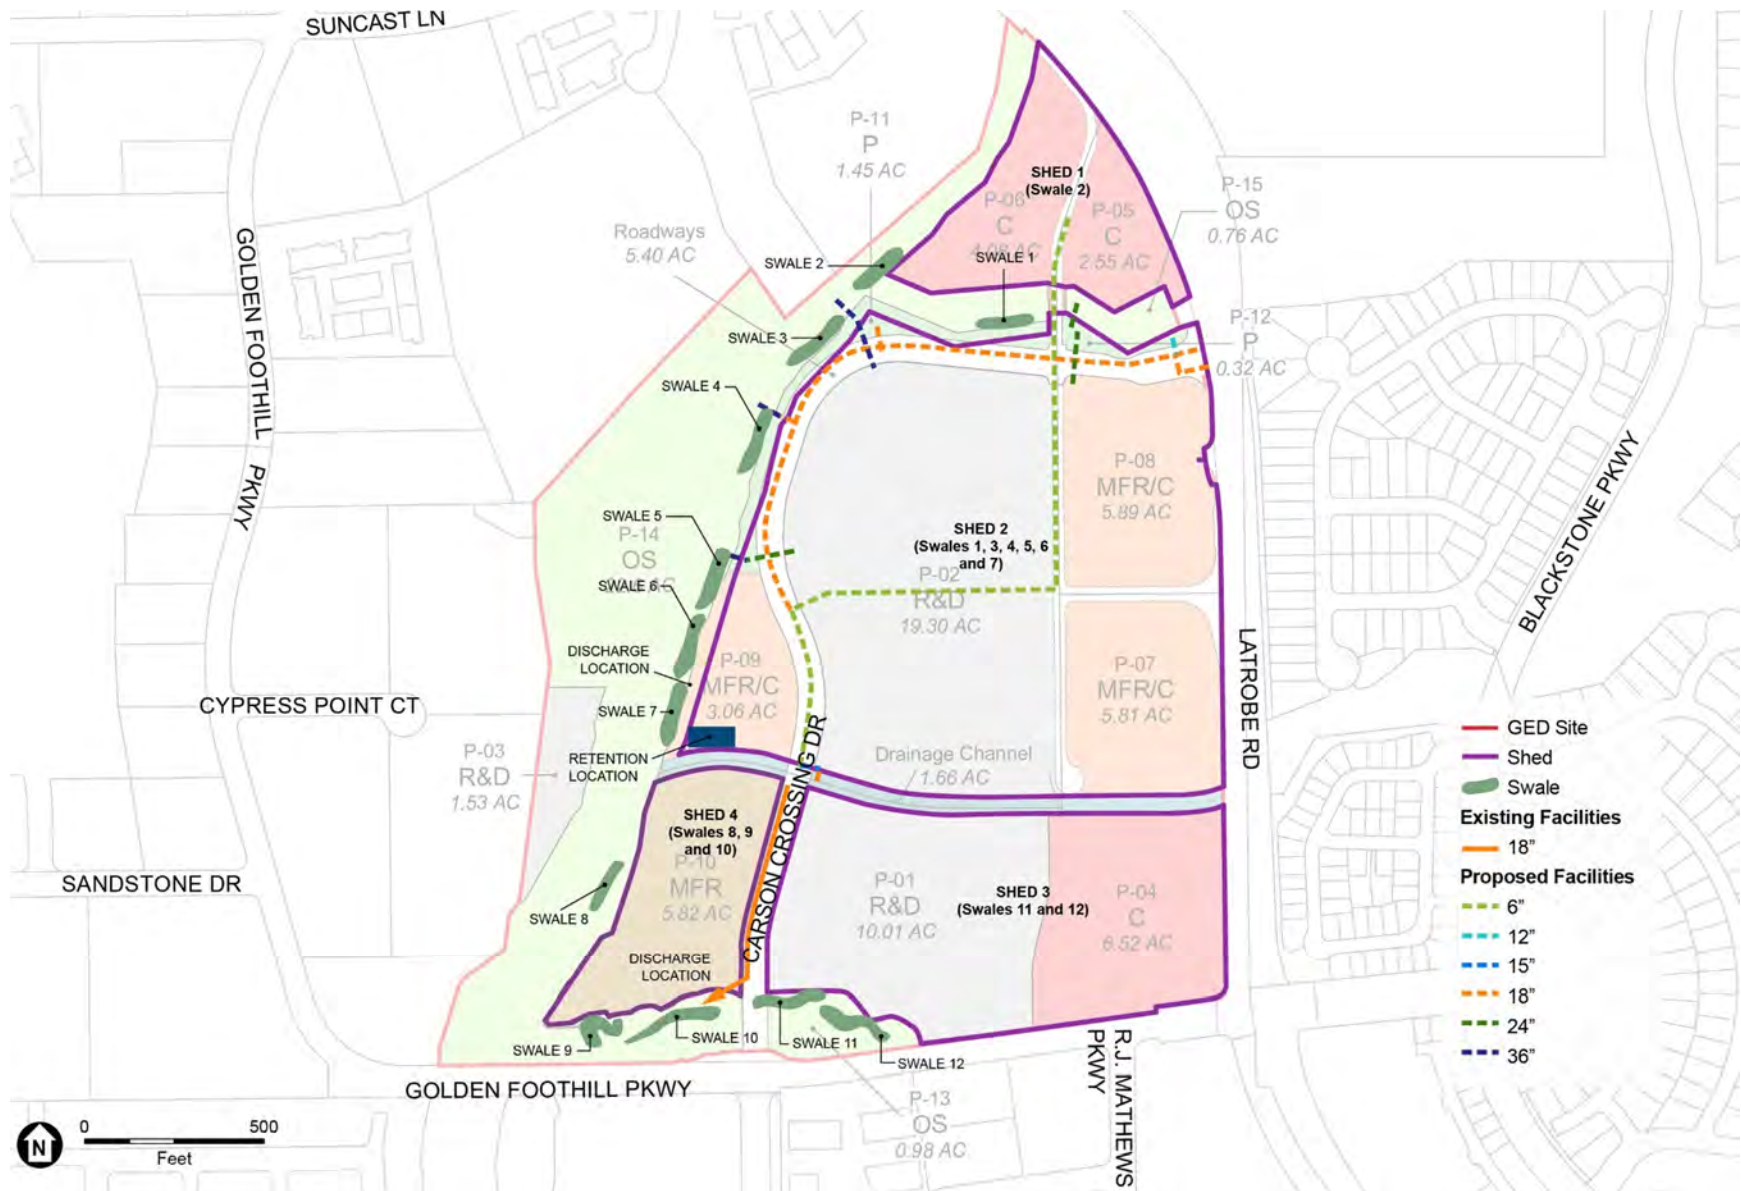 SUNCAST LN
P-11
P
1.45 AC
SHED 1
(Swale 2)
P-06
C
4.08 AC
P-05
C
2.55 AC
P-15
OS
0.76 AC
Roadways
5.40 AC
GOLDEN FOOTHILL
PKWY
SWALE 2
SWALE 1
SWALE 3
P-12
P
0.32 AC
SWALE 4
P-08
MFR/C
5.89 AC
BLACKSTONE PKWY
SWALE 5
P-14
OS
AC
SHED 2
(Swales 1, 3, 4, 5, 6
and 7)
P-02
R&D
19.30 AC
SWALE 6
DISCHARGE
LOCATION
P-09
MFR/C
3.06 AC
P-07
MFR/C
5.81 AC
LATROBE RD
CYPRESS POINT CT
SWALE 7
P-03
R&D
1.53 AC
RETENTION
LOCATION
Drainage Channel
1.66 AC
CARSON CROSSING DR
SHED 4
(Swales 8, 9
and 10)
P-10
MFR
5.82 AC
SANDSTONE DR
SWALE 8
P-01
R&D
10.01 AC
SHED 3
(Swales 11 and 12)
P-04
C
6.52 AC
DISCHARGE
LOCATION
SWALE 9
SWALE 10
SWALE 11
SWALE 12
GOLDEN FOOTHILL PKWY
P-13
OS
0.98 AC
R.J. MATHEWS
PKWY
GED Site
Shed
Swale
Existing Facilities
18"
Proposed Facilities
6"
12"
15"
18"
24"
36"
N
0 500
Feet